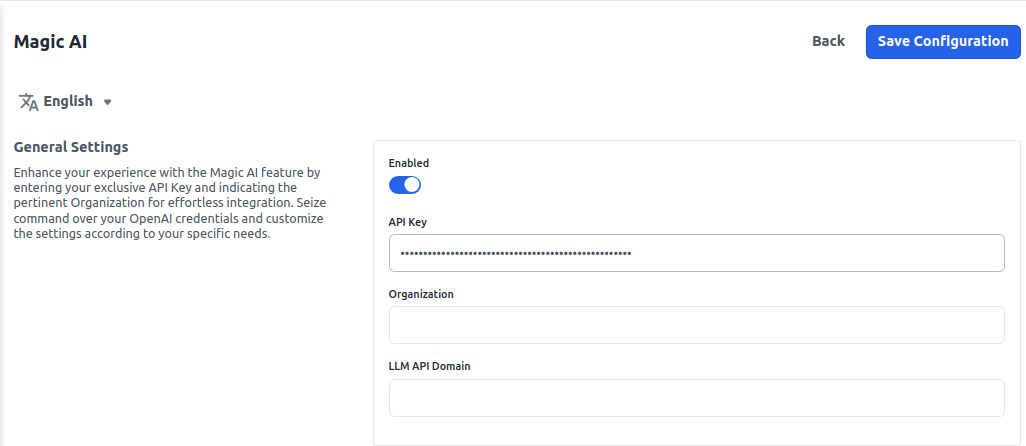 Magic AI
Back
Save Configuration
English
General Settings
Enhance your experience with the Magic AI feature by
entering your exclusive API Key and indicating the
pertinent Organization for effortless integration. Seize
command over your OpenAI credentials and customize
the settings according to your specific needs.
Enabled
API Key
Organization
LLM API Domain